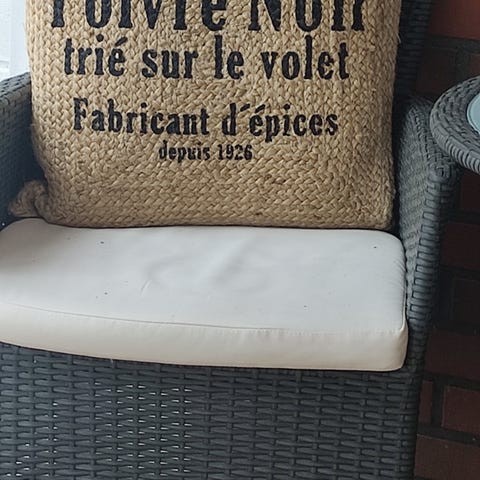 Poivre Noir
trié sur le volet
Fabricant d´épices
depuis 1926